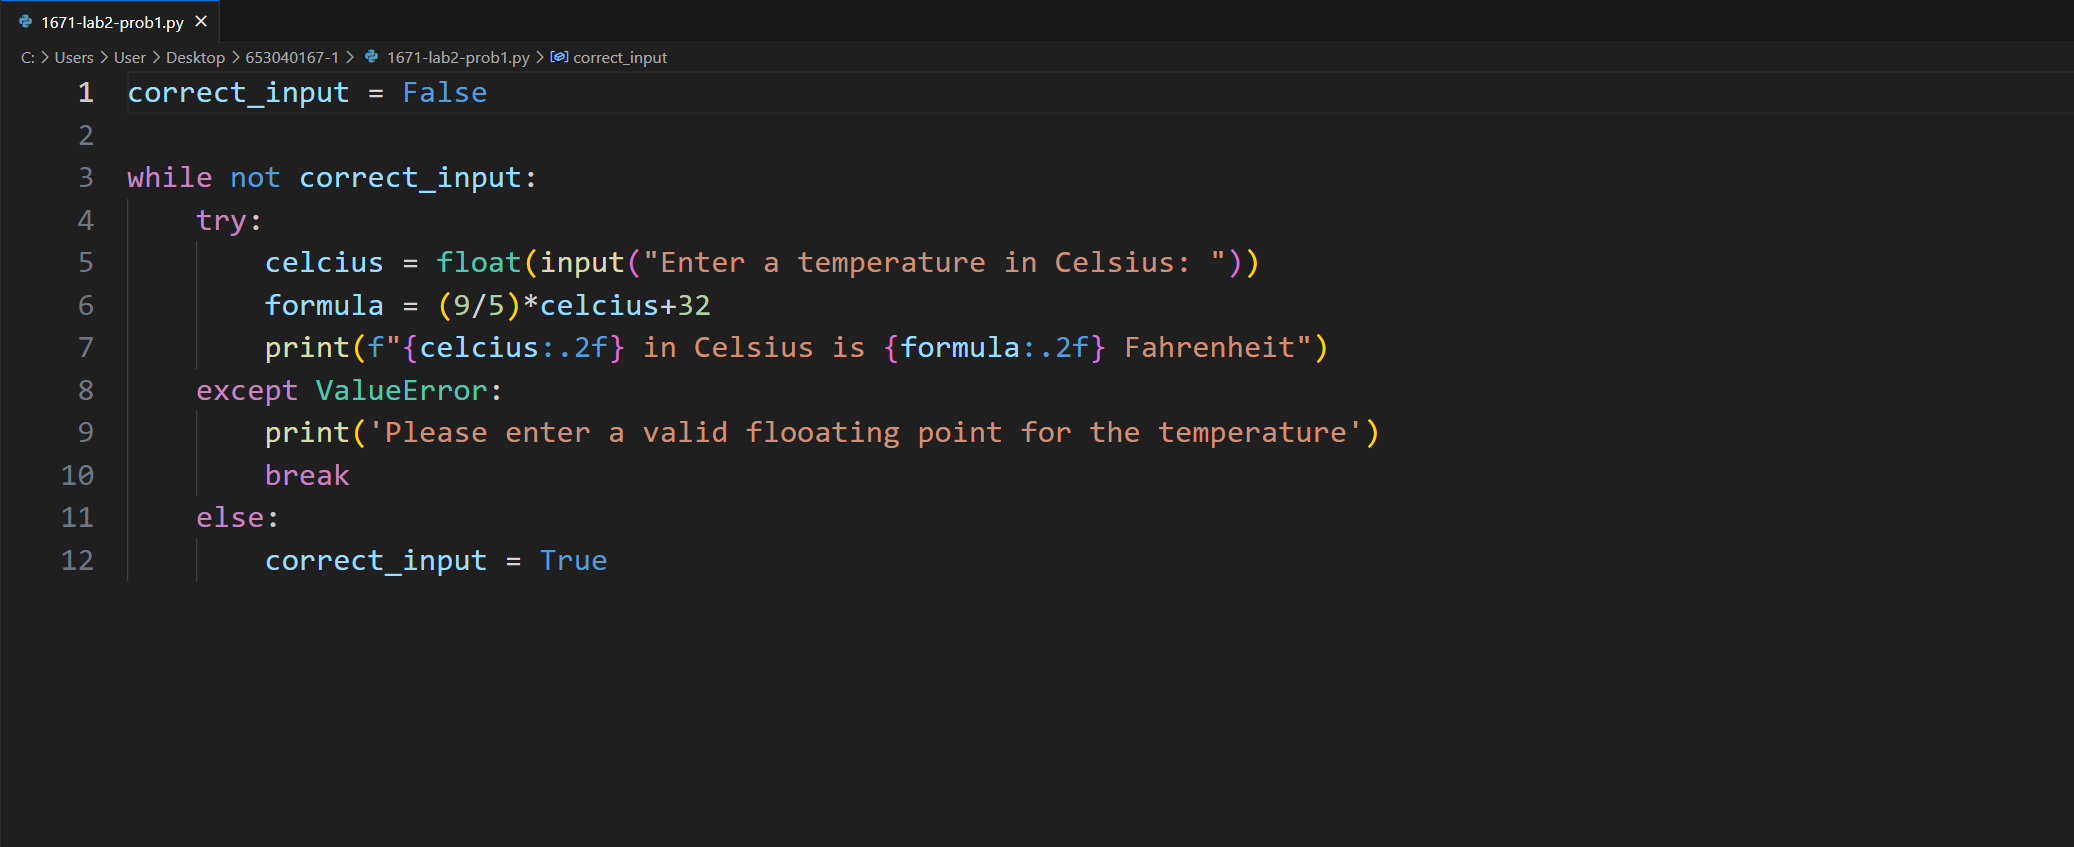 1671-lab2-prob1.py ×
C: > Users > User > Desktop > 653040167-1 > 1671-lab2-prob1.py > correct_input
1 correct_input = False
2
3 while not correct_input:
4     try:
5         celcius = float(input("Enter a temperature in Celsius: "))
6         formula = (9/5)*celcius+32
7         print(f"{celcius:.2f} in Celsius is {formula:.2f} Fahrenheit")
8     except ValueError:
9         print('Please enter a valid flooating point for the temperature')
10         break
11     else:
12         correct_input = True